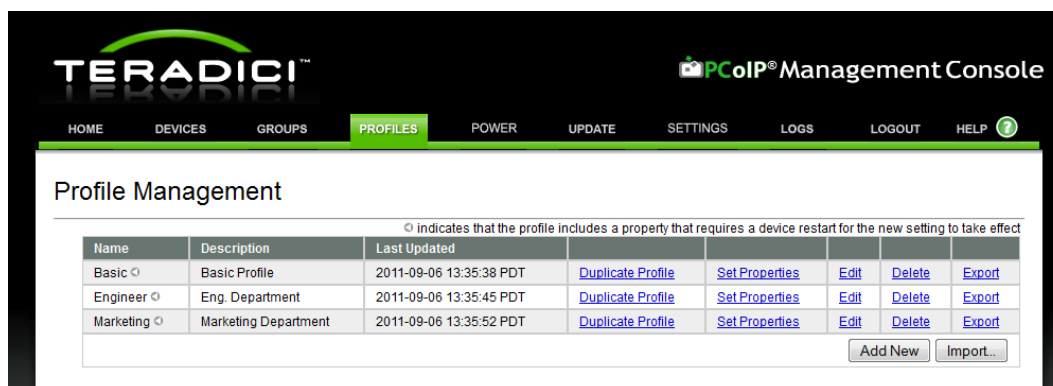 TERADICI™
PCoIP® Management Console
HOME DEVICES GROUPS PROFILES POWER UPDATE SETTINGS LOGS LOGOUT HELP ?
Profile Management
indicates that the profile includes a property that requires a device restart for the new setting to take effect
Name Description Last Updated
Basic Basic Profile 2011-09-06 13:35:38 PDT Duplicate Profile Set Properties Edit Delete Export
Engineer Eng. Department 2011-09-06 13:35:45 PDT Duplicate Profile Set Properties Edit Delete Export
Marketing Marketing Department 2011-09-06 13:35:52 PDT Duplicate Profile Set Properties Edit Delete Export
Add New Import...